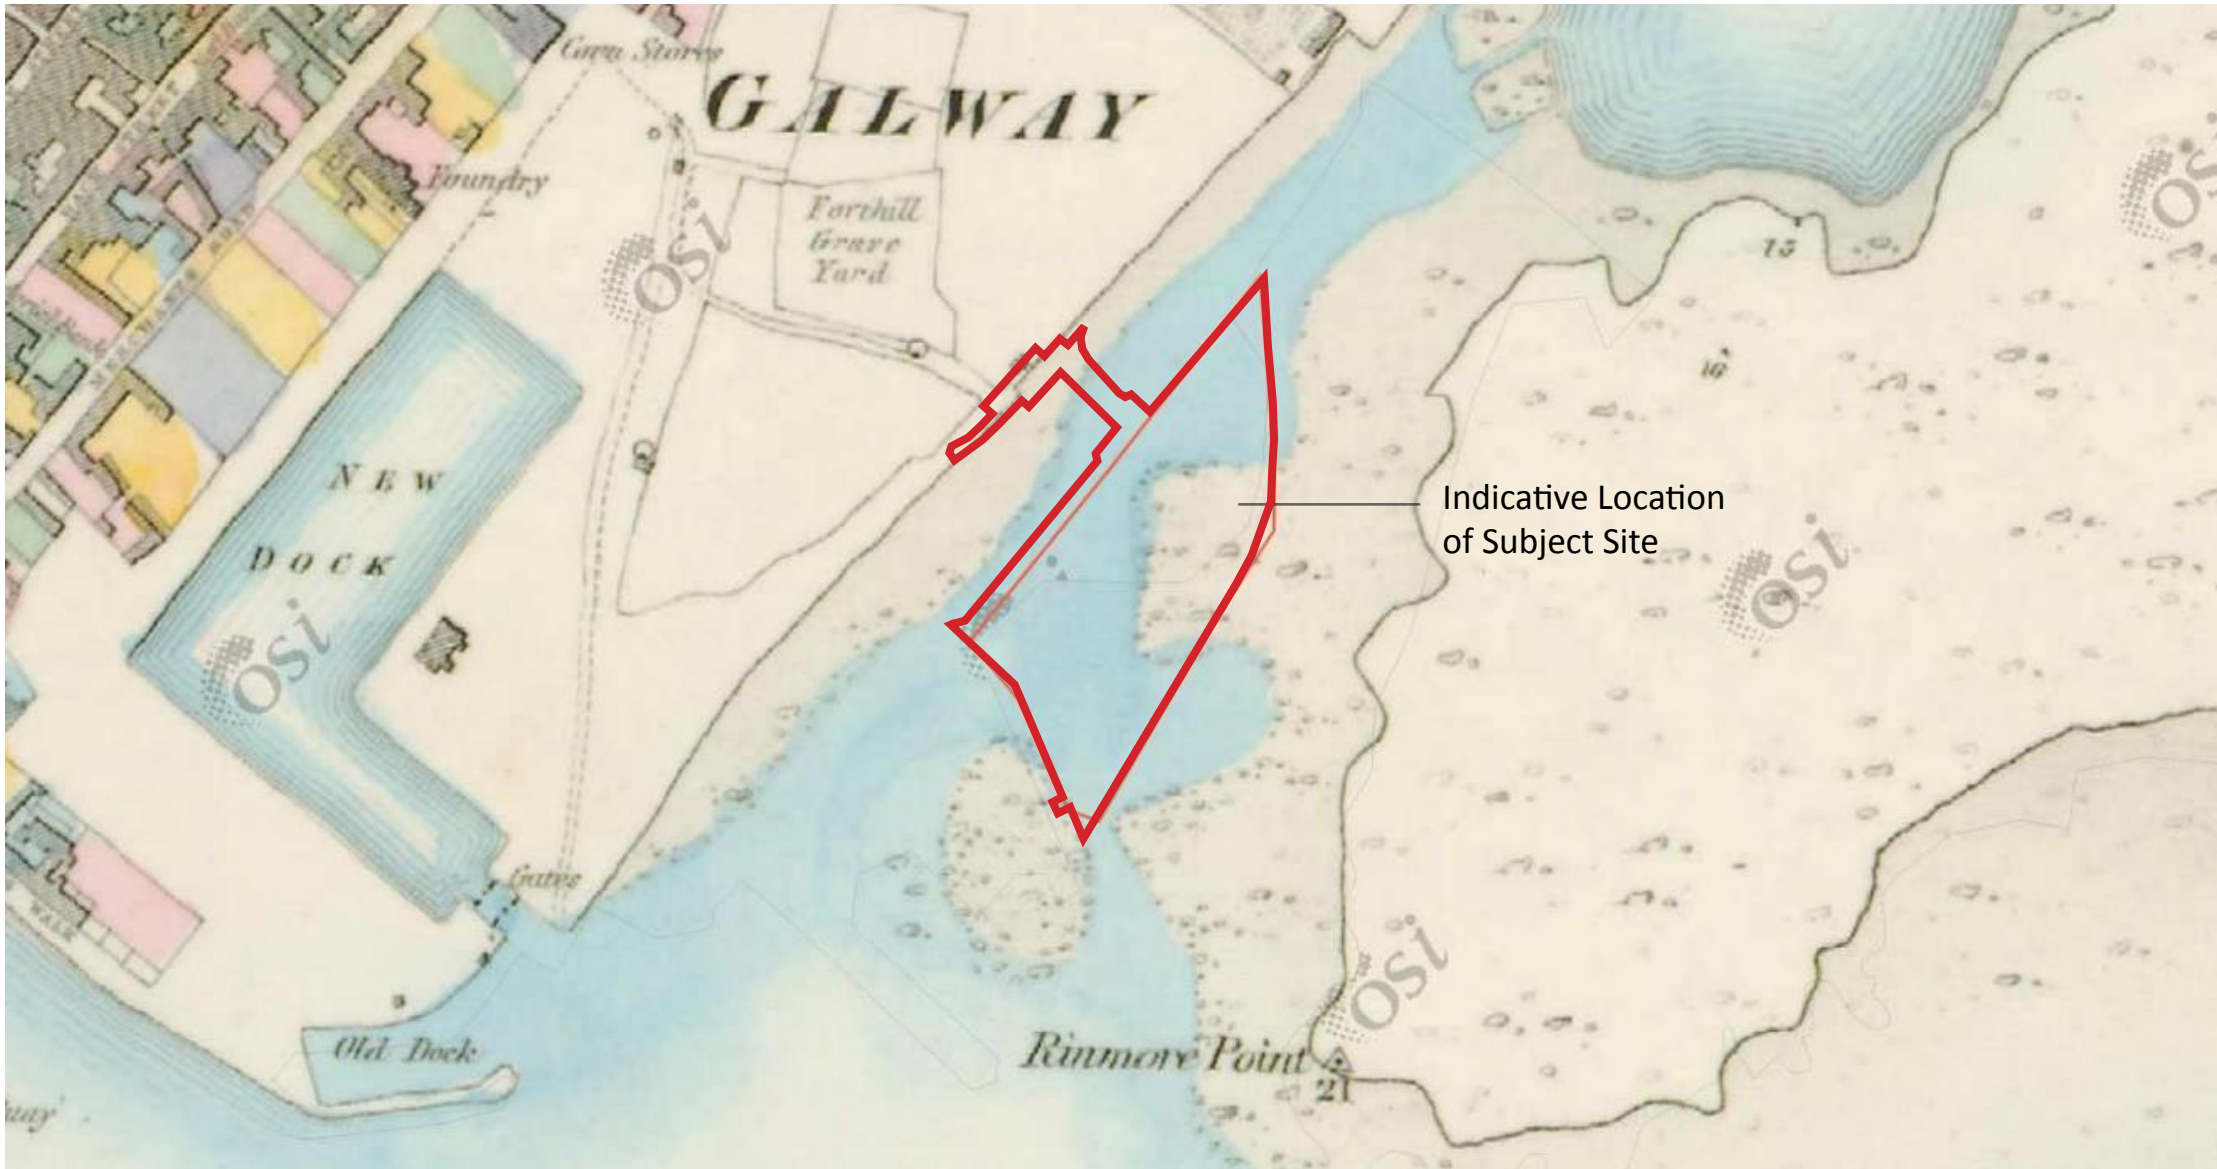 Corn Stores
GALWAY
Foundry
Forthill
Grave
Yard
OSi
15
OSi
16
NEW
DOCK
Indicative Location
of Subject Site
OSi
OSi
Gates
WALK
OSi
Old Dock
Rinmore Point
21